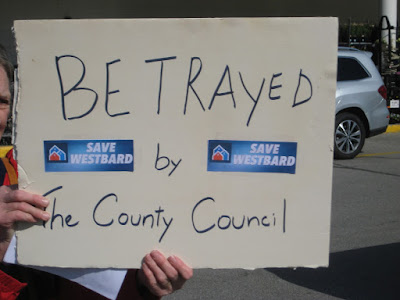 BETRAYED
SAVE WESTBARD by SAVE WESTBARD
The County Council